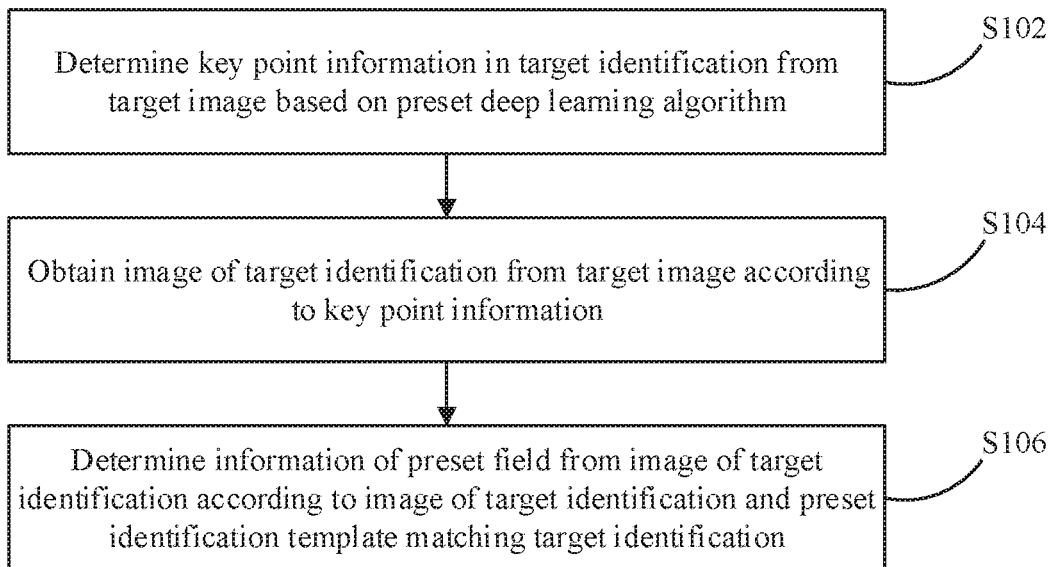 S102
Determine key point information in target identification from
target image based on preset deep learning algorithm
S104
Obtain image of target identification from target image according
to key point information
S106
Determine information of preset field from image of target
identification according to image of target identification and preset
identification template matching target identification